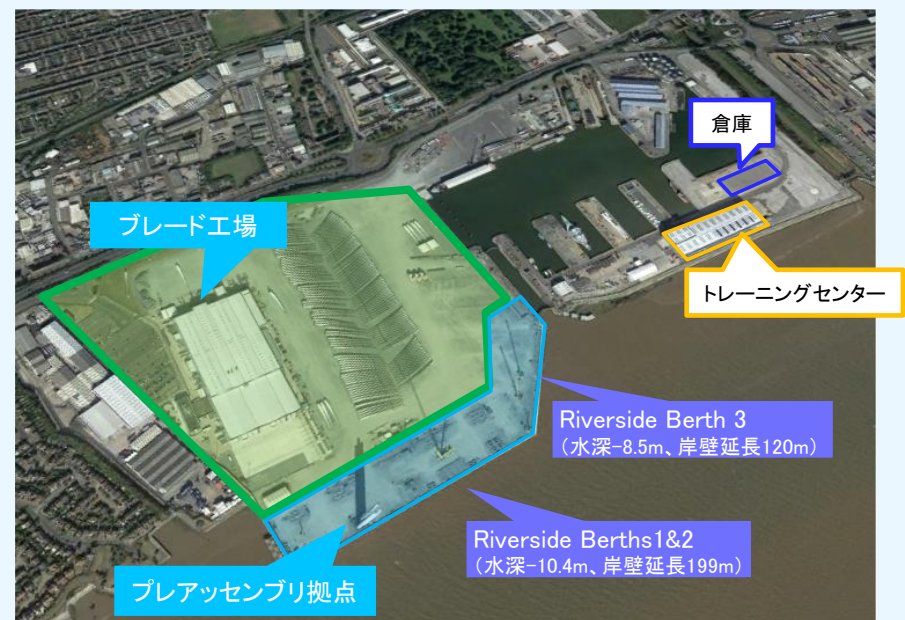 倉庫
ブレード工場
トレーニングセンター
Riverside Berth 3
(水深-8.5m、岸壁延長120m)
Riverside Berths1&2
(水深-10.4m、岸壁延長199m)
プレアッセンブリ拠点